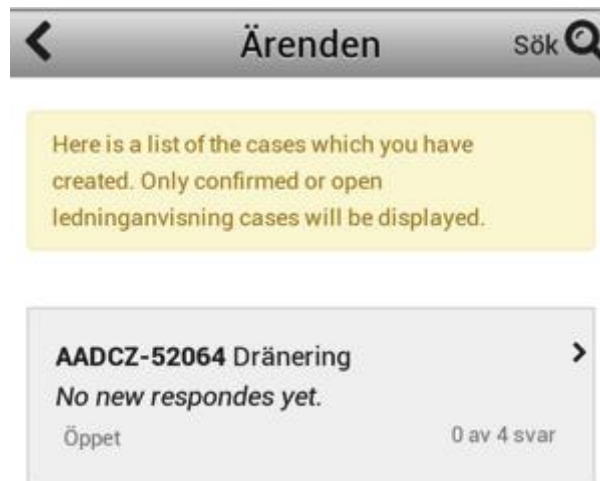 Ärenden Sök
Here is a list of the cases which you have
created. Only confirmed or open
ledninganvisning cases will be displayed.
AADCZ-52064 Dränering
No new respondes yet.
Öppet 0 av 4 svar